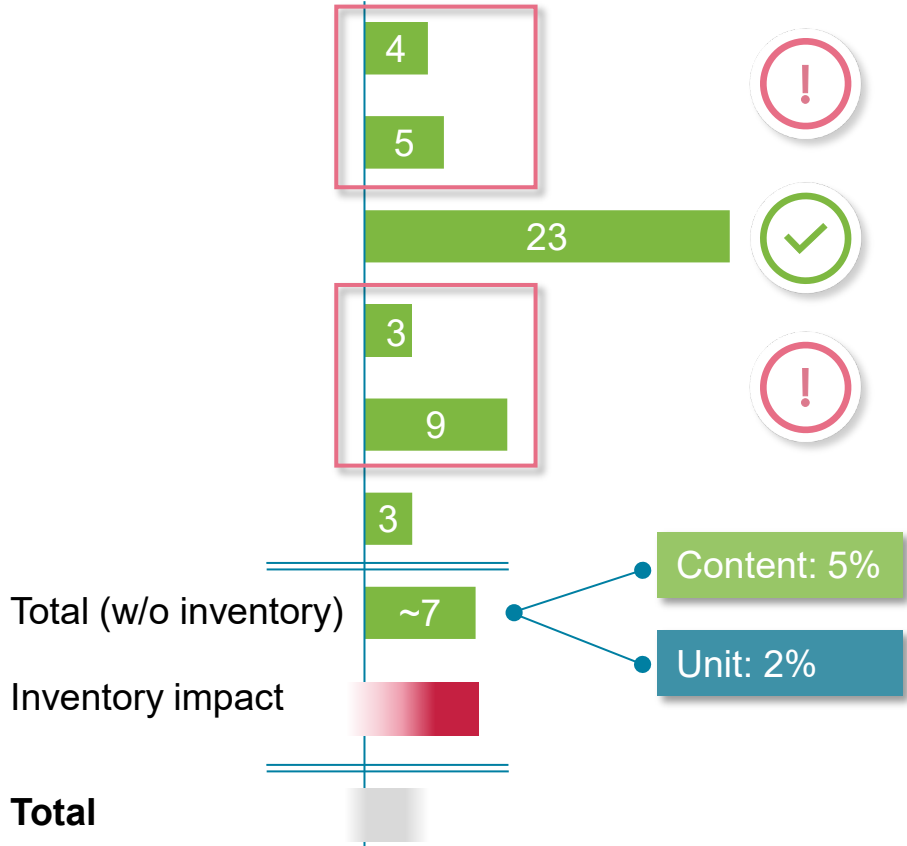 4
!
5
23
3
!
9
3
Content: 5%
Total (w/o inventory)
~7
Unit: 2%
Inventory impact
Total